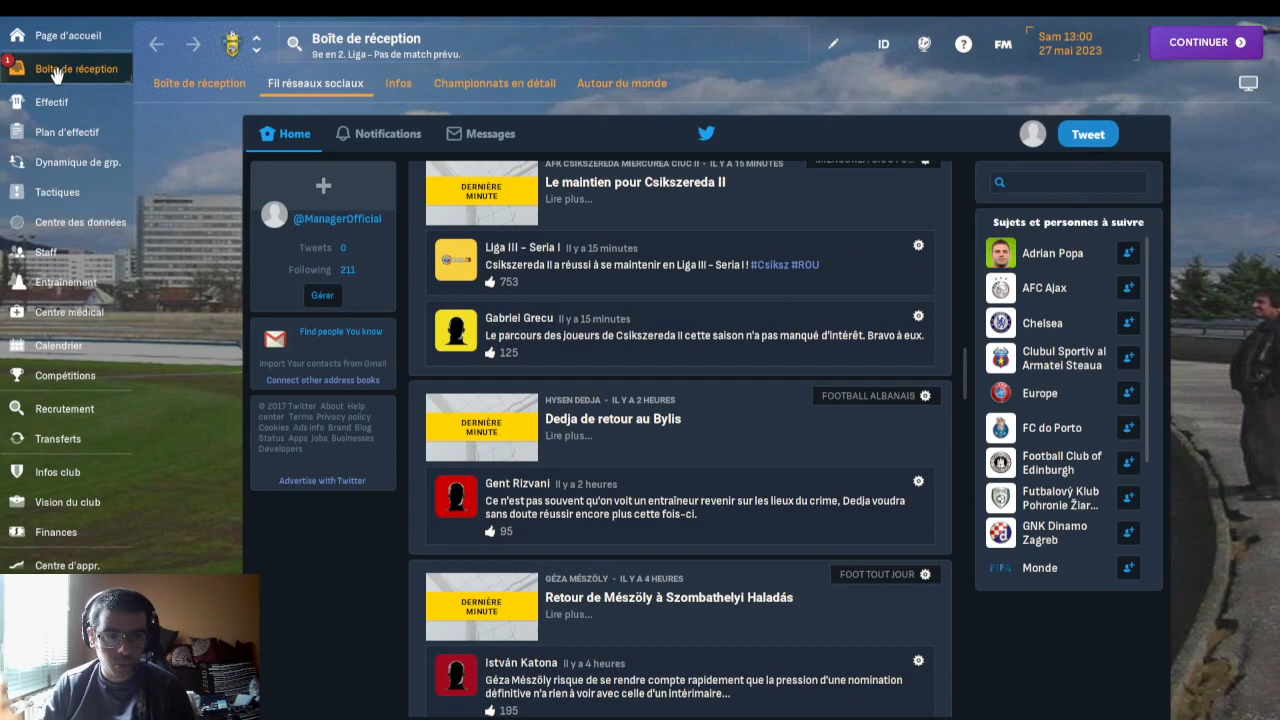 Page d'accueil
1
Boîte de réception
Effectif
Plan d'effectif
Dynamique de grp.
Tactiques
Centre des données
Staff
Entraînement
Centre médical
Calendrier
Compétitions
Recrutement
Transferts
Infos club
Vision du club
Finances
Centre d'appr.
Boîte de réception
9e en 2. Liga - Pas de match prévu.
ID
?
FM
Sam 13:00
27 mai 2023
CONTINUER
Boîte de réception
Fil réseaux sociaux
Infos
Championnats en détail
Autour du monde
Home
Notifications
Messages
Tweet
@ManagerOfficial
Tweets 0
Following 211
Gérer
Find people You know
Import Your contacts from Gmail
Connect other address books
© 2017 Twitter About Help
center Terms Privacy policy
Cookies Ads info Brand Blog
Status Apps Jobs Businesses
Developers
Advertise with Twitter
AFK CSIKSZEREDA MIERCUREA CIUC II - IL Y A 15 MINUTES
DERNIÈRE
MINUTE
Le maintien pour Csikszereda II
Lire plus...
Liga III - Seria I Il y a 15 minutes
Csikszereda II a réussi à se maintenir en Liga III - Seria I ! #Csiksz #ROU
753
Gabriel Grecu Il y a 15 minutes
Le parcours des joueurs de Csikszereda II cette saison n'a pas manqué d'intérêt. Bravo à eux.
125
HYSEN DEDJA - IL Y A 2 HEURES
FOOTBALL ALBANAIS
DERNIÈRE
MINUTE
Dedja de retour au Bylis
Lire plus...
Gent Rizvani Il y a 2 heures
Ce n'est pas souvent qu'on voit un entraîneur revenir sur les lieux du crime, Dedja voudra
sans doute réussir encore plus cette fois-ci.
95
GÉZA MÉSZÖLY - IL Y A 4 HEURES
FOOT TOUT JOUR
DERNIÈRE
MINUTE
Retour de Mészöly à Szombathelyi Haladás
Lire plus...
István Katona Il y a 4 heures
Géza Mészöly risque de se rendre compte rapidement que la pression d'une nomination
définitive n'a rien à voir avec celle d'un intérimaire...
195
Sujets et personnes à suivre
Adrian Popa
AFC Ajax
Chelsea
Clubul Sportiv al
Armatei Steaua
Europe
FC do Porto
Football Club of
Edinburgh
Futbalový Klub
Pohronie Žiar...
GNK Dinamo
Zagreb
FIFA
Monde